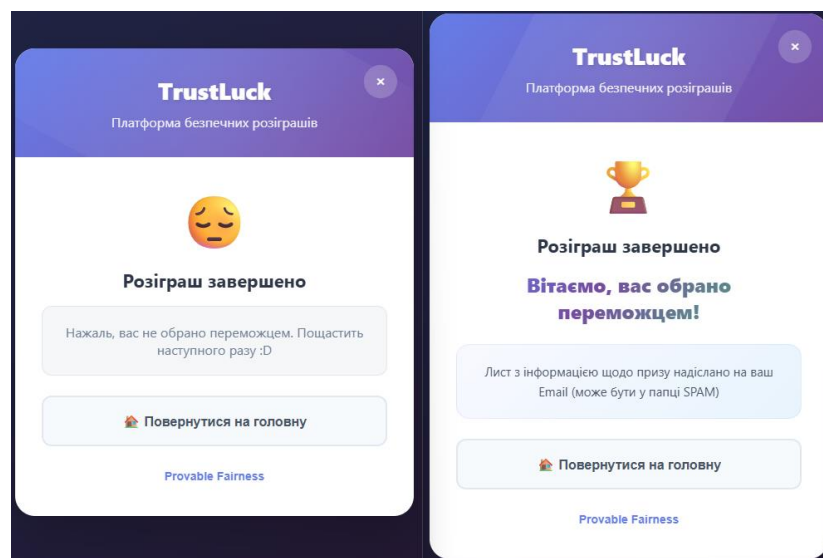 TrustLuck
Платформа безпечних розіграшів
×
Розіграш завершено
Нажаль, вас не обрано переможцем. Пощастить
наступного разу :D
Повернутися на головну
Provable Fairness
TrustLuck
Платформа безпечних розіграшів
×
Розіграш завершено
Вітаємо, вас обрано
переможцем!
Лист з інформацією щодо призу надіслано на ваш
Email (може бути у папці SPAM)
Повернутися на головну
Provable Fairness